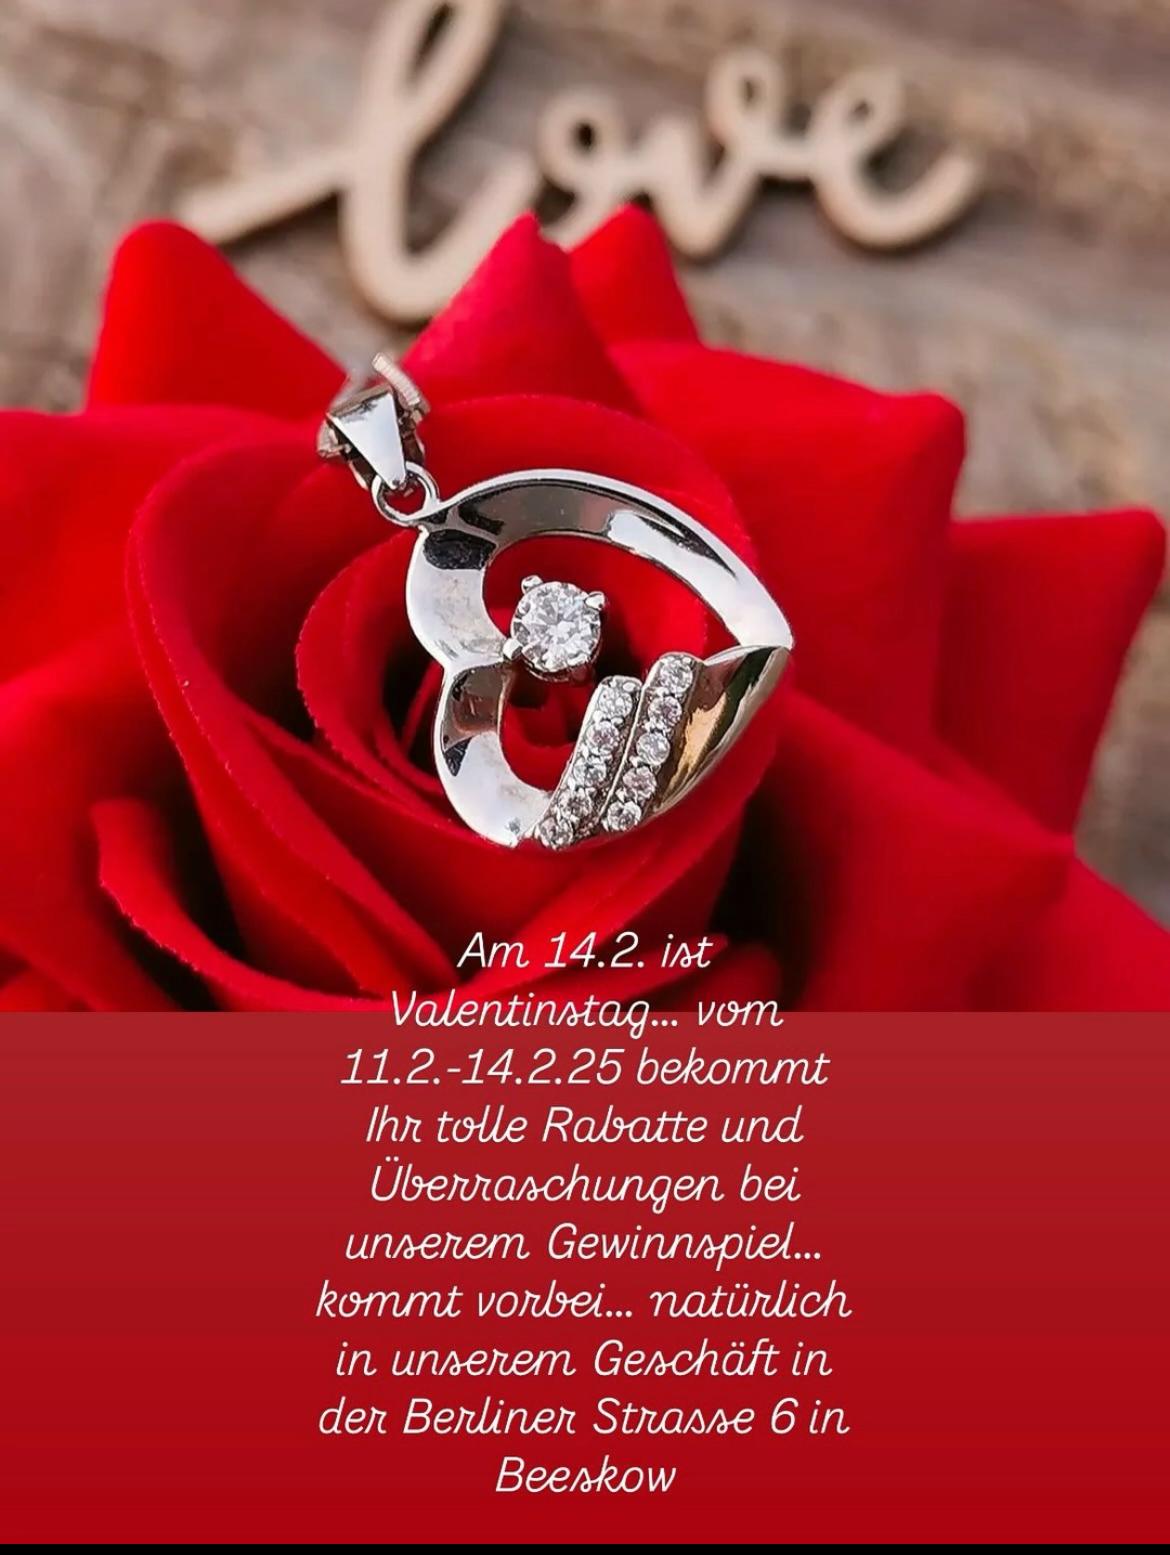 love
Am 14.2. ist
Valentinstag... vom
11.2.-14.2.25 bekommt
Ihr tolle Rabatte und
Überraschungen bei
unserem Gewinnspiel...
kommt vorbei... natürlich
in unserem Geschäft in
der Berliner Strasse 6 in
Beeskow